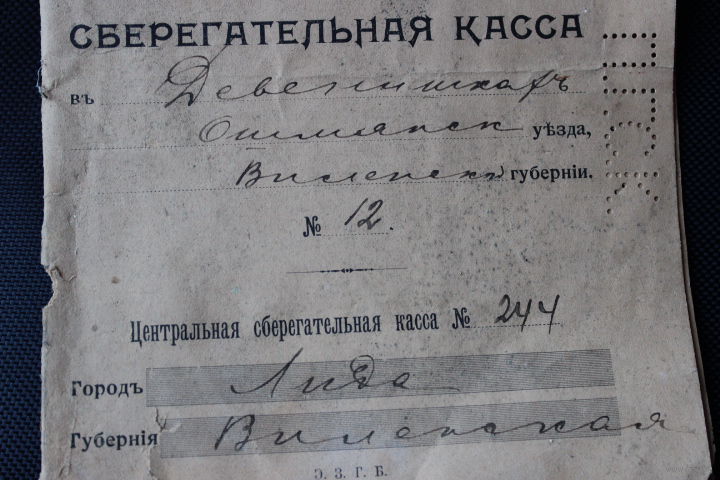 СБЕРЕГАТЕЛЬНАЯ КАССА
въ Девенишкахъ
Ошмянск уѣзда,
Виленск губерніи.
№ 12.
Центральная сберегательная касса № 244
Городъ Лида
Губернія Виленская
Э. З. Г. Б.